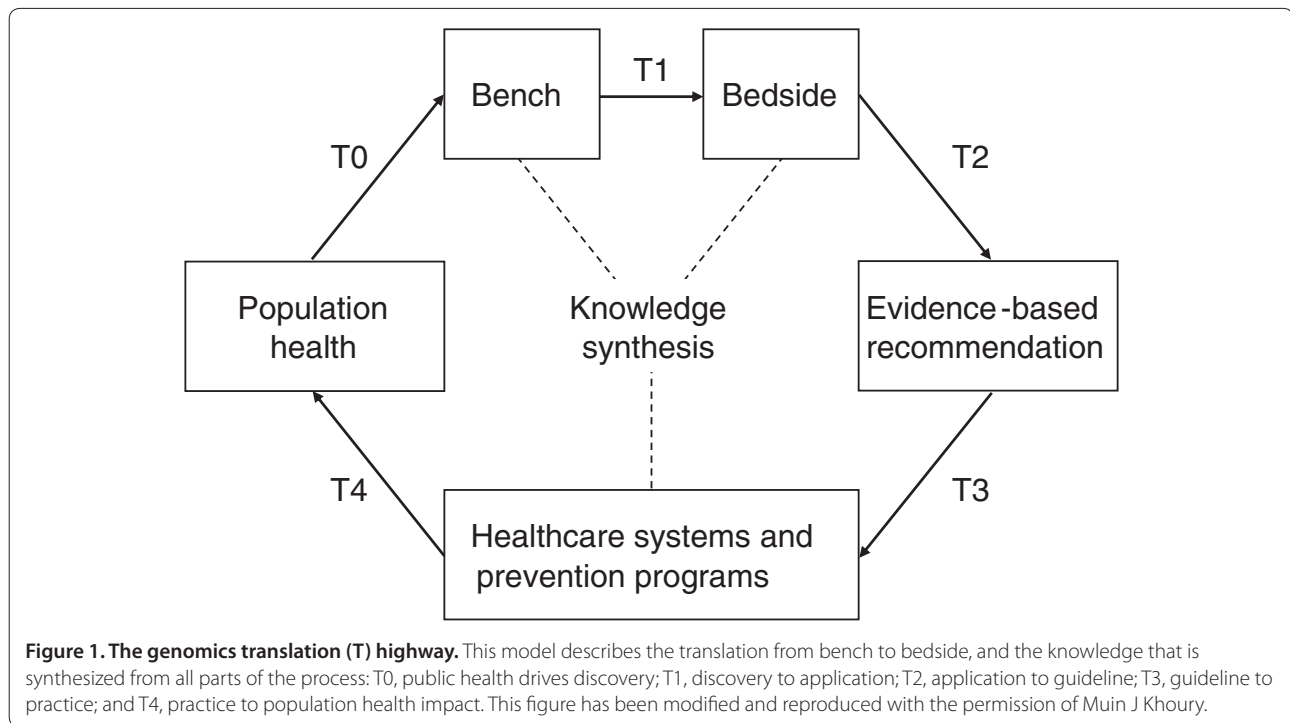 T1
Bench
Bedside
T0
T2
Population
health
Knowledge
synthesis
Evidence-based
recommendation
T4
T3
Healthcare systems and
prevention programs
Figure 1. The genomics translation (T) highway. This model describes the translation from bench to bedside, and the knowledge that is
synthesized from all parts of the process: T0, public health drives discovery; T1, discovery to application; T2, application to guideline; T3, guideline to
practice; and T4, practice to population health impact. This figure has been modified and reproduced with the permission of Muin J Khoury.